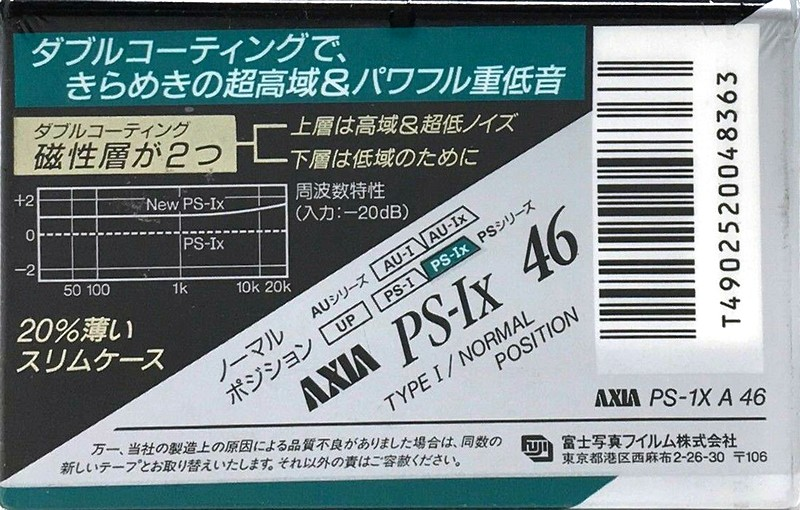 ダブルコーティングで、
きらめきの超高域&パワフル重低音
ダブルコーティング
磁性層が2つ
上層は高域&超低ノイズ
下層は低域のために
周波数特性
(入力:−20dB)
+2
0
−2
New PS-Ix
PS-Ix
50 100 1k 10k 20k
20%薄い
スリムケース
AUシリーズ AU-I AU-Ix
UP PS-I PS-Ix PSシリーズ
ノーマル
ポジション
AXIA PS-Ix 46
TYPE I/NORMAL
POSITION
T4902520048363
AXIA PS-1X A 46
万一、当社の製造上の原因による品質不良がありました場合は、同数の
新しいテープとお取り替えいたします。それ以外の責はご容赦ください。
FUJI
富士写真フイルム株式会社
東京都港区西麻布2-26-30 〒106